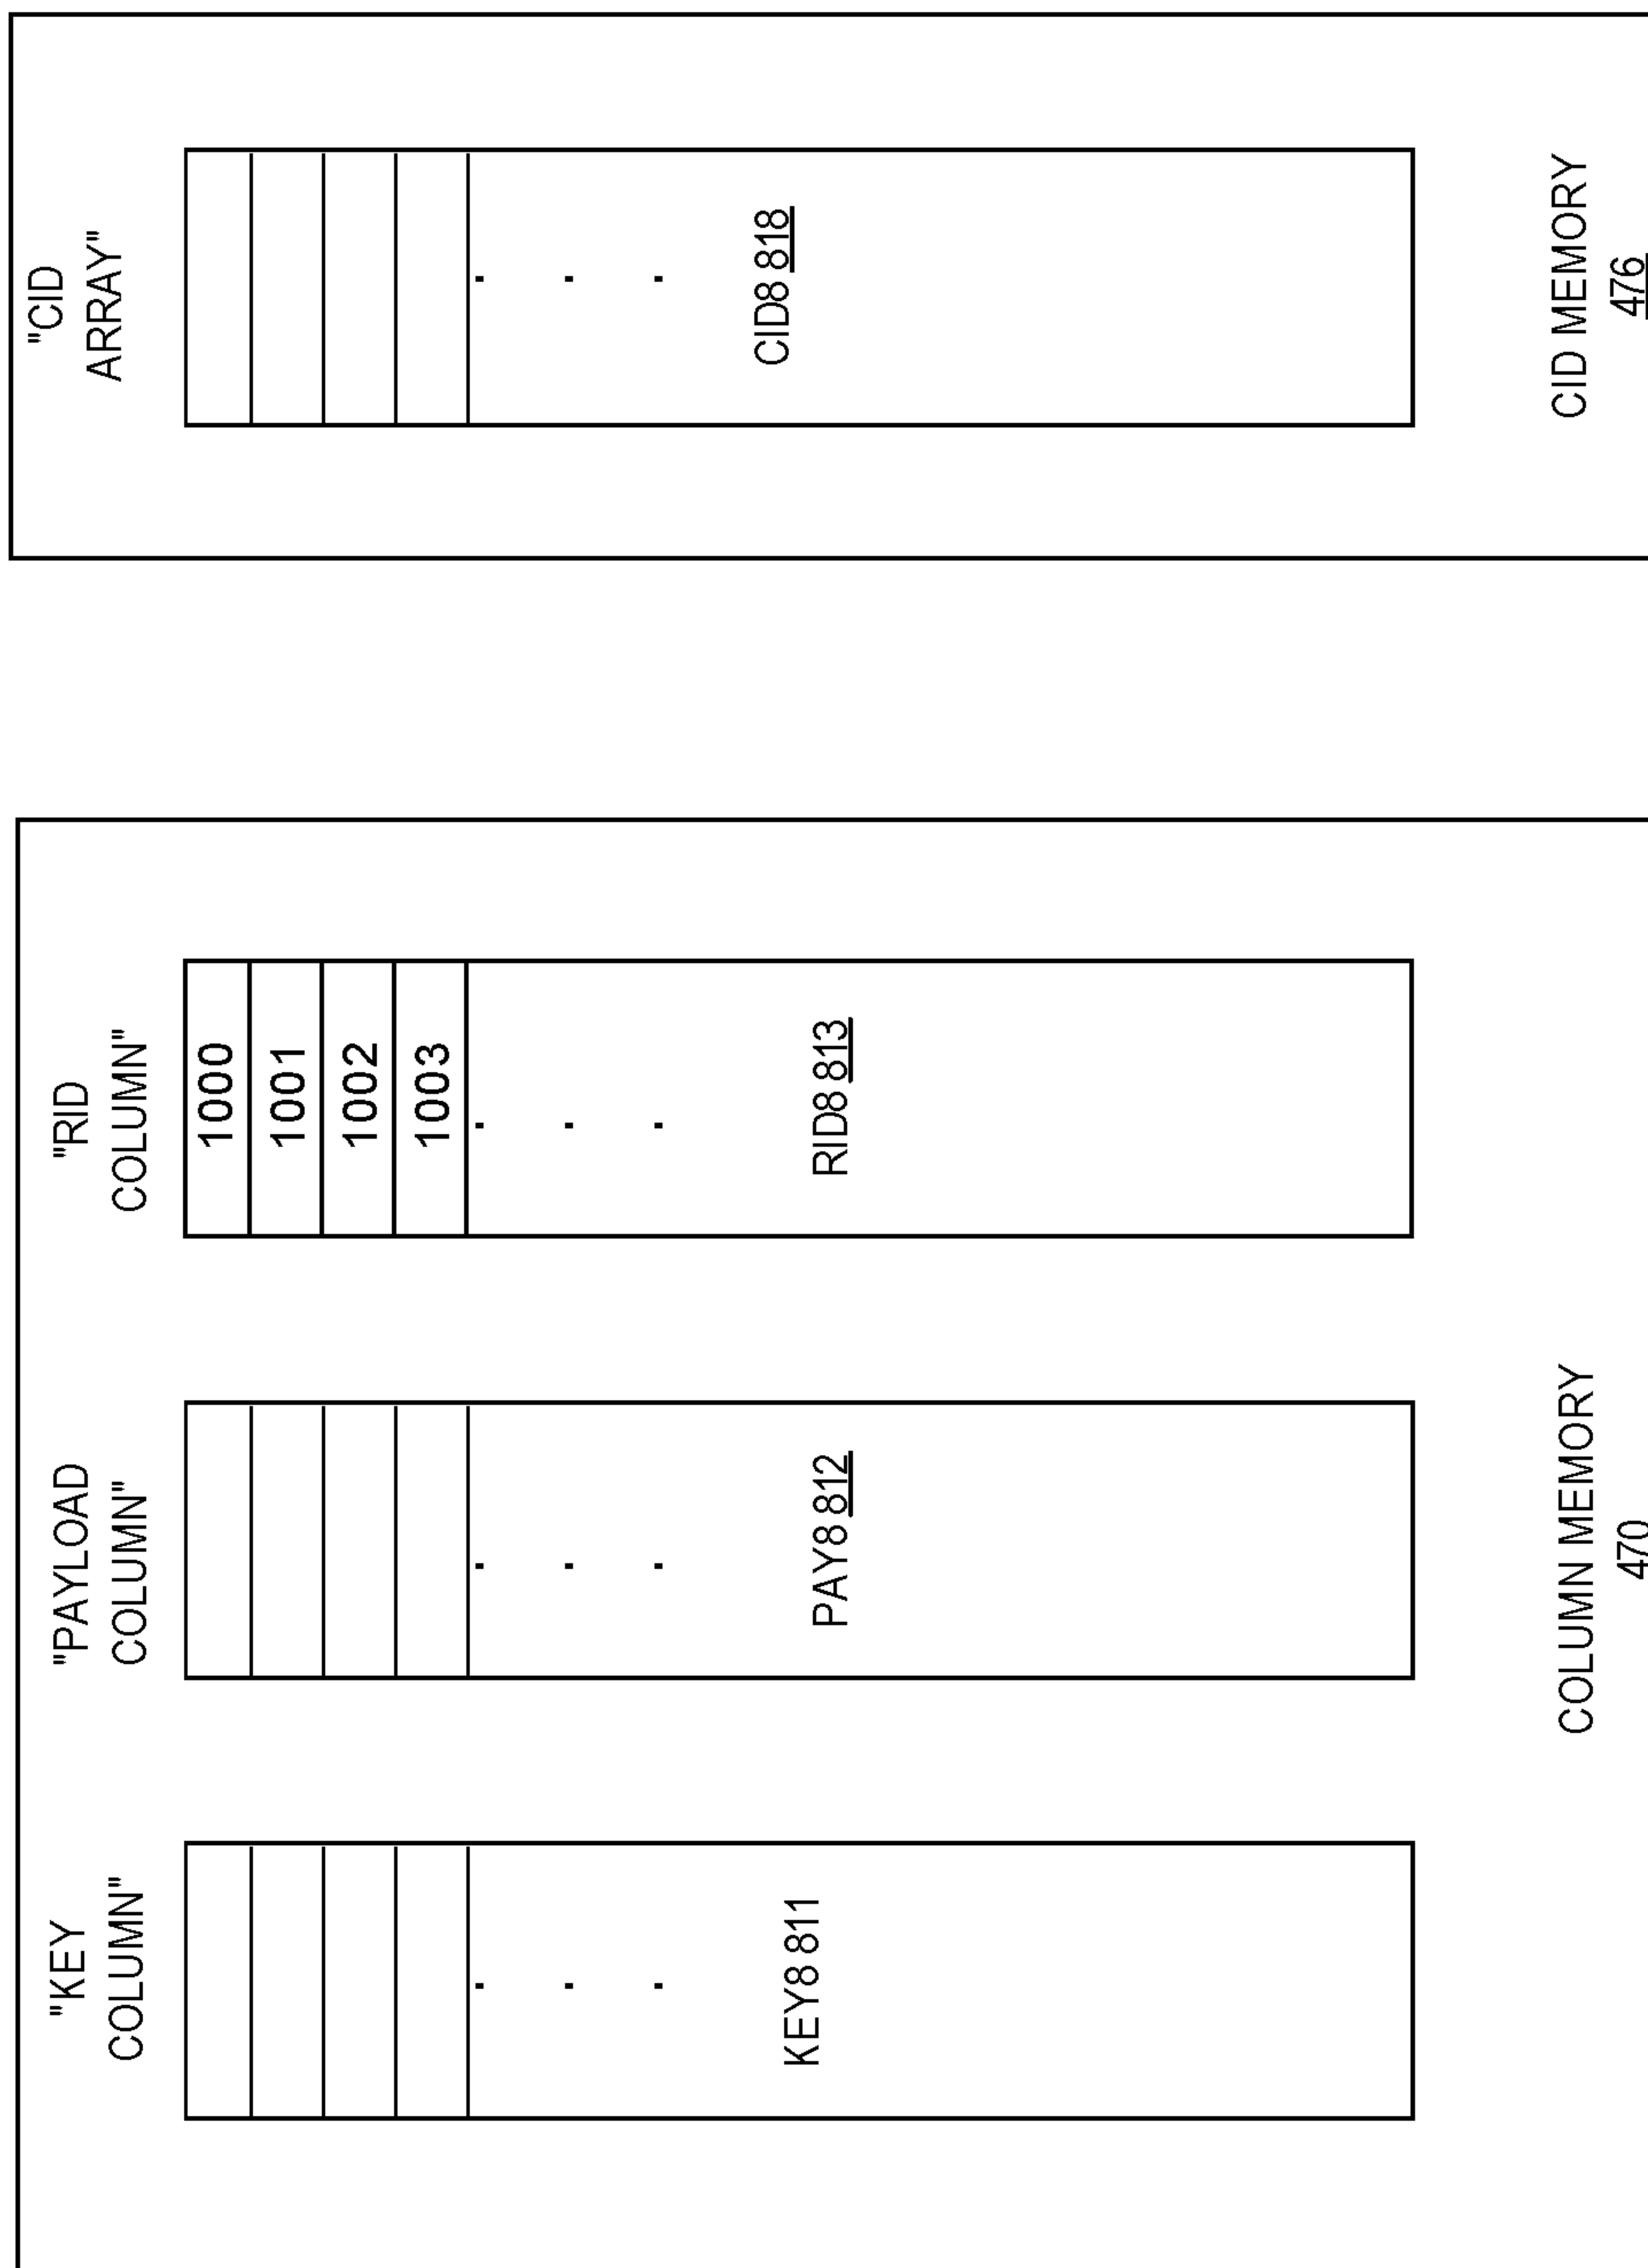 "KEY
COLUMN"
KEY8 811
"PAYLOAD
COLUMN"
PAY8 812
"RID
COLUMN"
1000
1001
1002
1003
RID8 813
COLUMN MEMORY
470
"CID
ARRAY"
CID8 818
CID MEMORY
476